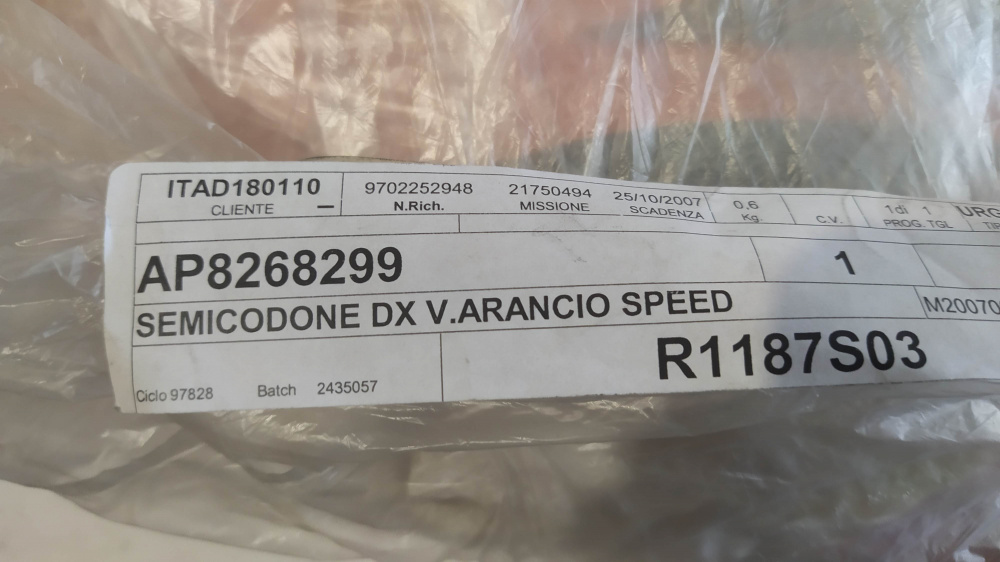 ITAD180110 9702252948 21750494 25/10/2007 0,6 1di 1
CLIENTE N.Rich. MISSIONE SCADENZA Kg. C.V. PROG. TGL
AP8268299 1
SEMICODONE DX V.ARANCIO SPEED M20070
R1187S03
Ciclo 97828 Batch 2435057